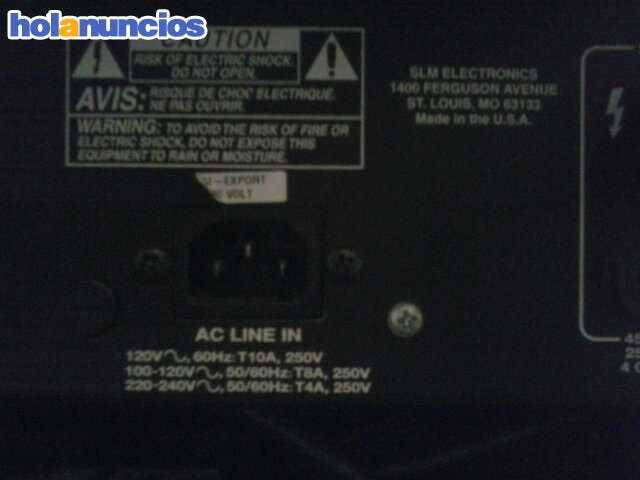 holanuncios
CAUTION
RISK OF ELECTRIC SHOCK.
DO NOT OPEN.
AVIS: RISQUE DE CHOC ELECTRIQUE.
NE PAS OUVRIR.
WARNING: TO AVOID THE RISK OF FIRE OR
ELECTRIC SHOCK, DO NOT EXPOSE THIS
EQUIPMENT TO RAIN OR MOISTURE.
SLM ELECTRONICS
1400 FERGUSON AVENUE
ST. LOUIS, MO 63133
Made in the U.S.A.
-EXPORT
VOLT
AC LINE IN
120V∿, 60Hz: T10A, 250V
100-120V∿, 50/60Hz: T8A, 250V
220-240V∿, 50/60Hz: T4A, 250V